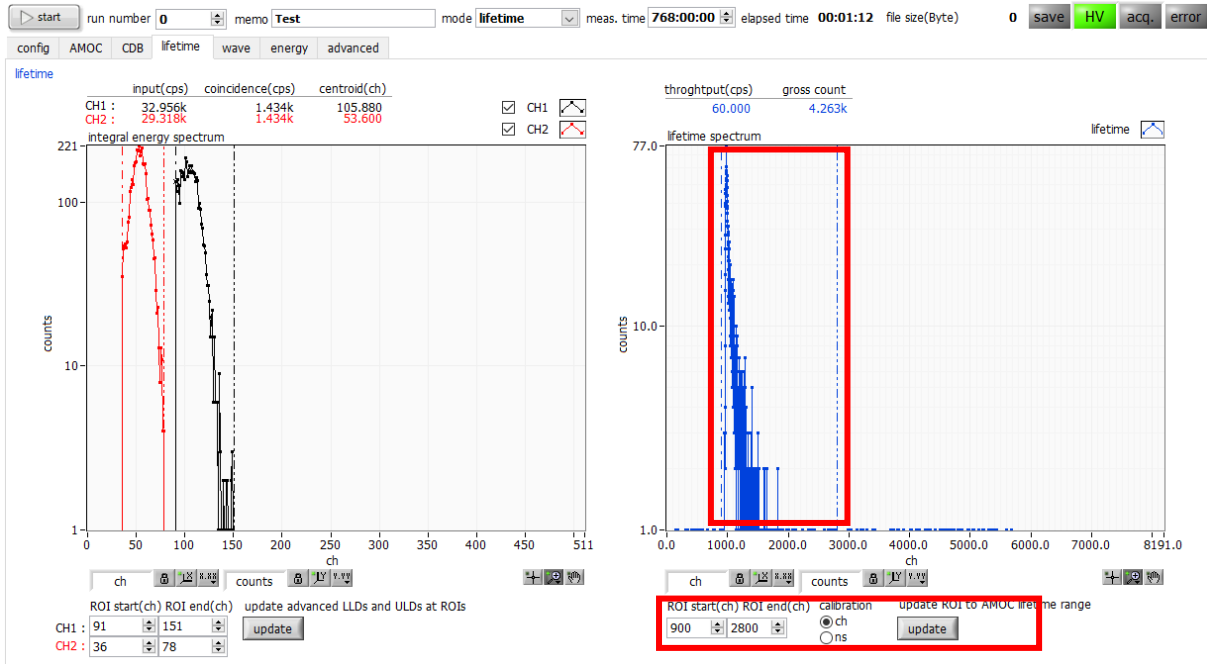 start run number 0 memo Test mode lifetime meas. time 768:00:00 elapsed time 00:01:12 file size(Byte) 0 save HV acq. error
config AMOC CDB lifetime wave energy advanced
lifetime
input(cps) coincidence(cps) centroid(ch)
CH1 : 32.956k 1.434k 105.880
CH2 : 29.318k 1.434k 53.600
CH1
CH2
integral energy spectrum
221
100
10
1
counts
0 50 100 150 200 250 300 350 400 450 511
ch
ch counts
ROI start(ch) ROI end(ch) update advanced LLDs and ULDs at ROIs
CH1 : 91 151 update
CH2 : 36 78
throghtput(cps) gross count
60.000 4.263k
lifetime spectrum lifetime
77.0
10.0
1.0
counts
0.0 1000.0 2000.0 3000.0 4000.0 5000.0 6000.0 7000.0 8191.0
ch
ch counts
ROI start(ch) ROI end(ch) calibration update ROI to AMOC lifetime range
900 2800 ch update
ns